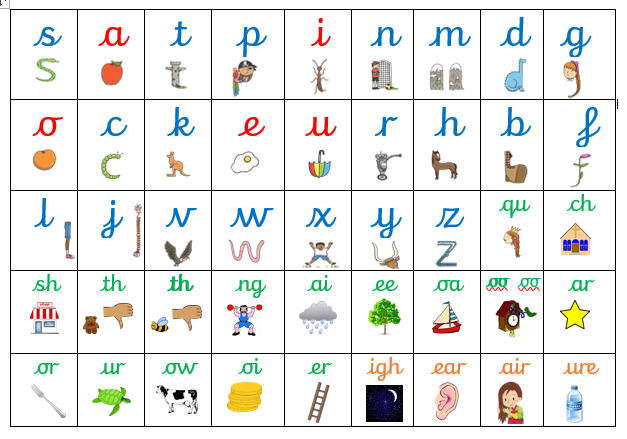 s a t p i n m d g
o c k e u r h b f
l j v w x y z qu ch
sh th th ng ai ee oa oo oo ar
or ur ow oi er igh ear air ure